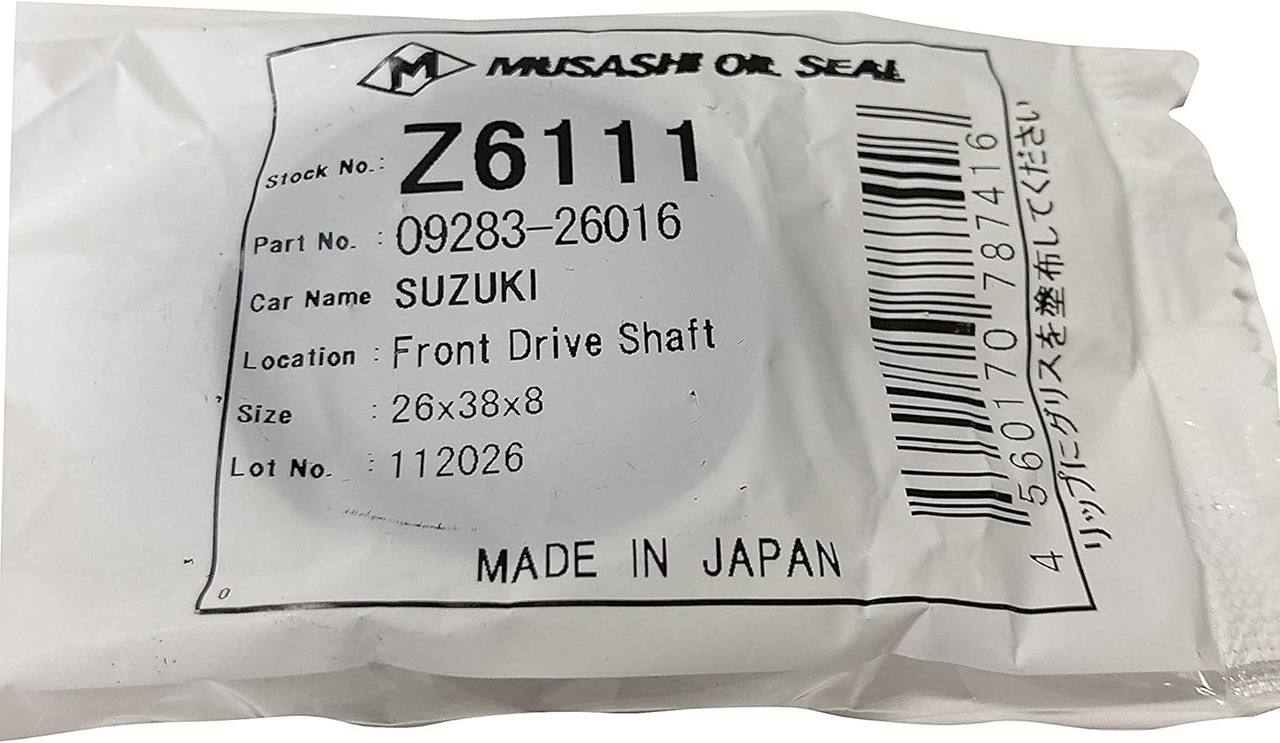 M MUSASHI OIL SEAL
Stock No.: Z6111
Part No. : 09283-26016
Car Name SUZUKI
Location : Front Drive Shaft
Size : 26x38x8
Lot No. : 112026
MADE IN JAPAN
0
4 560170 787416
リップにグリスを塗布してください